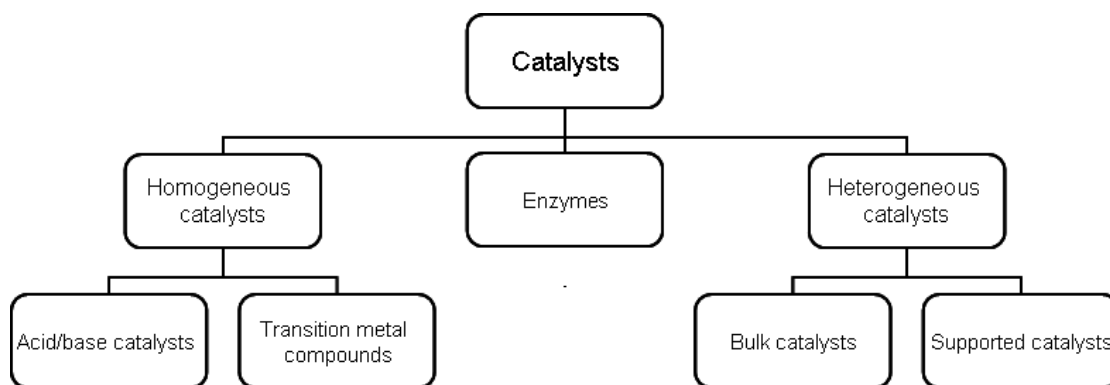 Catalysts
Homogeneous
catalysts
Enzymes
Heterogeneous
catalysts
Acid/base catalysts
Transition metal
compounds
Bulk catalysts
Supported catalysts